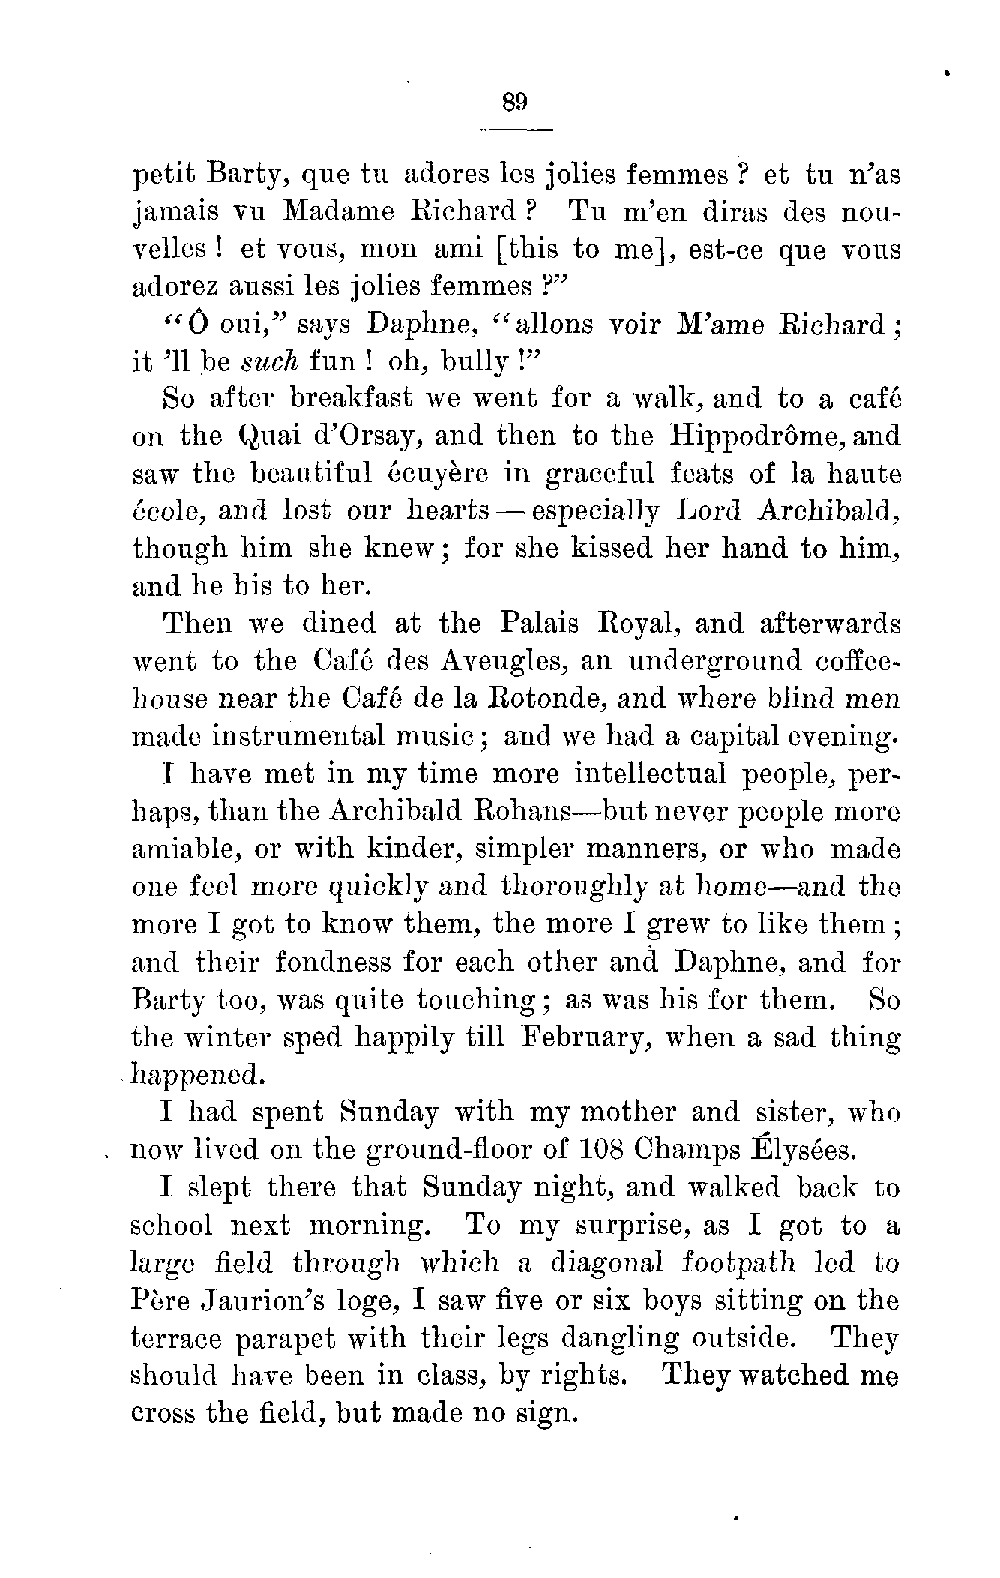 89
petit Barty, que tu adores les jolies femmes ? et tu n'as
jamais vu Madame Richard ? Tu m'en diras des nou-
velles ! et vous, mon ami [this to me], est-ce que vous
adorez aussi les jolies femmes ?”
“Ô oui,” says Daphne, “allons voir M'ame Richard ;
it 'll be such fun ! oh, bully !”
So after breakfast we went for a walk, and to a café
on the Quai d'Orsay, and then to the Hippodrôme, and
saw the beautiful écuyère in graceful feats of la haute
école, and lost our hearts — especially Lord Archibald,
though him she knew ; for she kissed her hand to him,
and he his to her.
Then we dined at the Palais Royal, and afterwards
went to the Café des Aveugles, an underground coffee-
house near the Café de la Rotonde, and where blind men
made instrumental music ; and we had a capital evening.
I have met in my time more intellectual people, per-
haps, than the Archibald Rohans—but never people more
amiable, or with kinder, simpler manners, or who made
one feel more quickly and thoroughly at home—and the
more I got to know them, the more I grew to like them ;
and their fondness for each other and Daphne, and for
Barty too, was quite touching ; as was his for them. So
the winter sped happily till February, when a sad thing
happened.
I had spent Sunday with my mother and sister, who
now lived on the ground-floor of 108 Champs Élysées.
I slept there that Sunday night, and walked back to
school next morning. To my surprise, as I got to a
large field through which a diagonal footpath led to
Père Jaurion's loge, I saw five or six boys sitting on the
terrace parapet with their legs dangling outside. They
should have been in class, by rights. They watched me
cross the field, but made no sign.